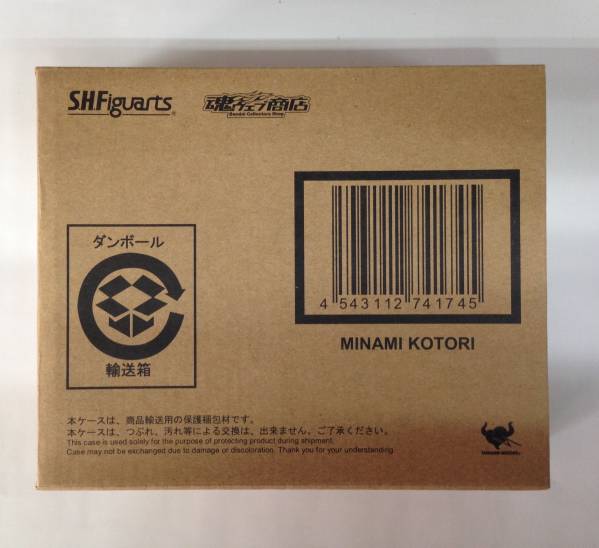 S.H.Figuarts®
魂ウェブ商店
Bandai Collectors Shop
ダンボール
輸送箱
4 543112 741745
MINAMI KOTORI
本ケースは、商品輸送用の保護梱包材です。
本ケースは、つぶれ、汚れ等による交換は、出来ません。ご了承ください。
This case is used solely for the purpose of protecting product during shipment.
Case may not be exchanged due to damage or discoloration. Thank you for your understanding.
TAMASHII NATIONS